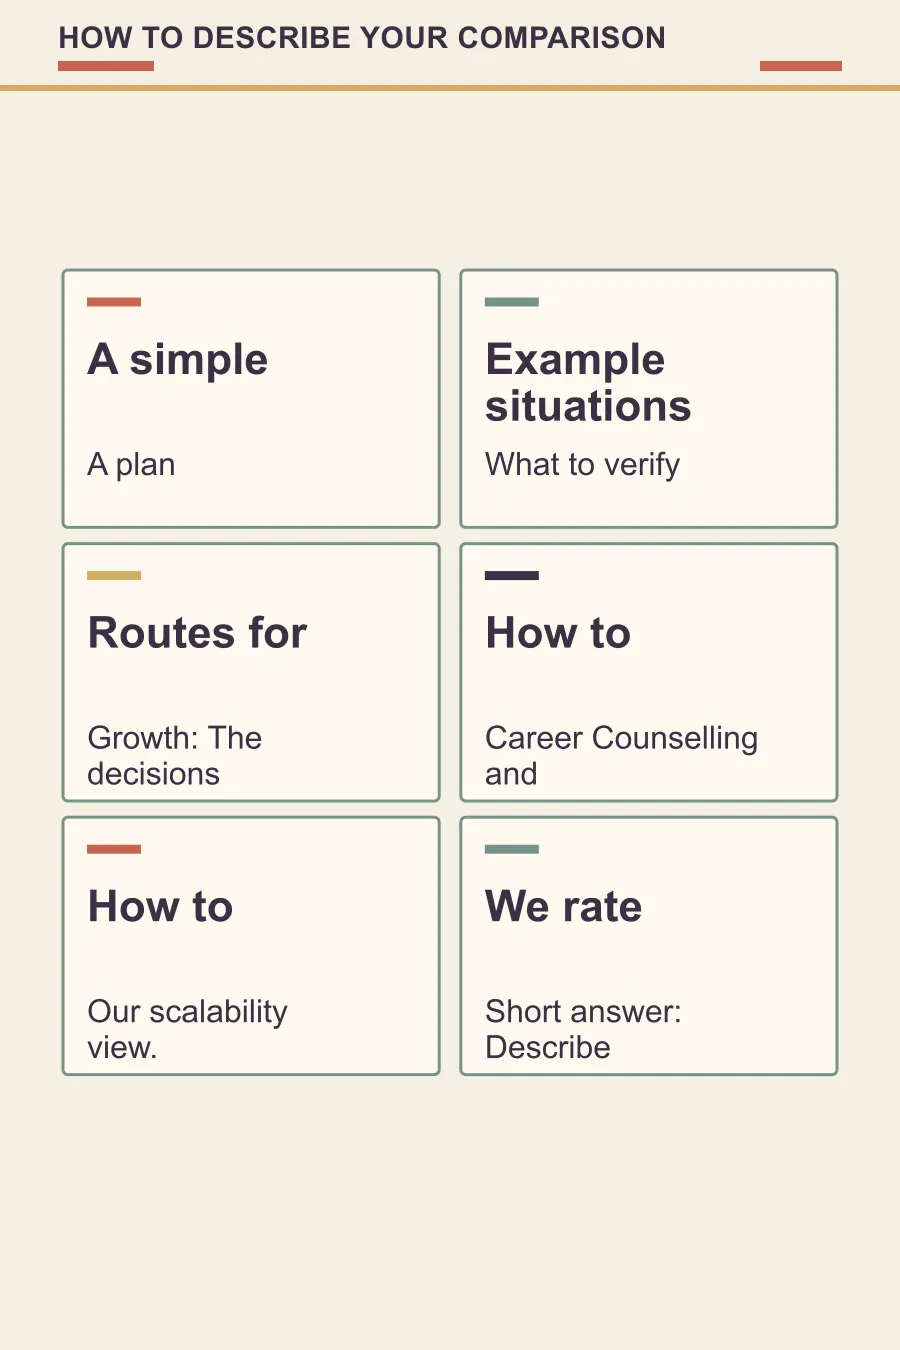 HOW TO DESCRIBE YOUR COMPARISON
A simple
A plan
Example
situations
What to verify
Routes for
Growth: The
decisions
How to
Career Counselling
and
How to
Our scalability
view.
We rate
Short answer:
Describe